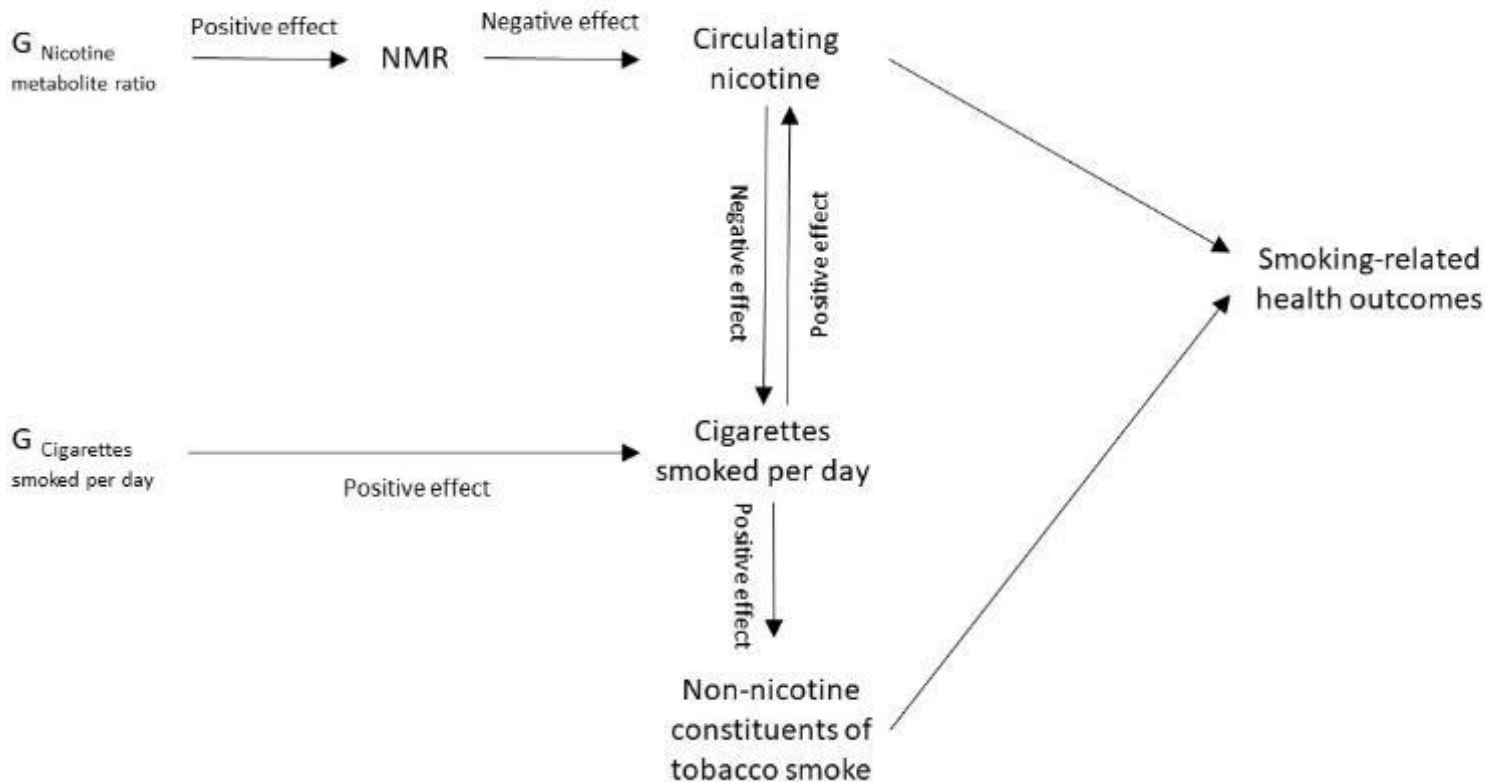 G Nicotine
metabolite ratio
Positive effect
NMR
Negative effect
Circulating
nicotine
Negative effect
Positive effect
Smoking-related
health outcomes
G Cigarettes
smoked per day
Positive effect
Cigarettes
smoked per day
Positive effect
Non-nicotine
constituents of
tobacco smoke